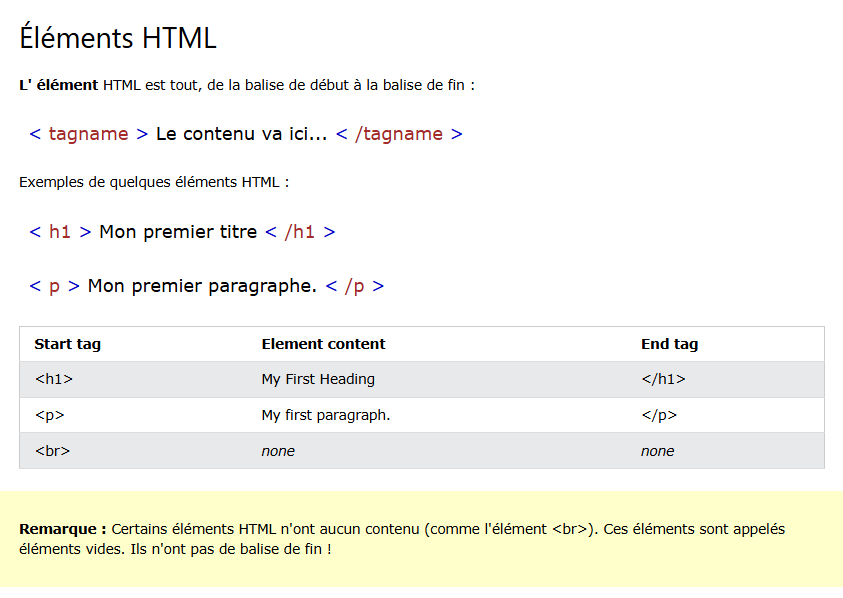 Éléments HTML
L' élément HTML est tout, de la balise de début à la balise de fin :
< tagname > Le contenu va ici... < /tagname >
Exemples de quelques éléments HTML :
< h1 > Mon premier titre < /h1 >
< p > Mon premier paragraphe. < /p >
Start tag Element content End tag
<h1> My First Heading </h1>
<p> My first paragraph. </p>
<br> none none
Remarque : Certains éléments HTML n'ont aucun contenu (comme l'élément <br>). Ces éléments sont appelés
éléments vides. Ils n'ont pas de balise de fin !